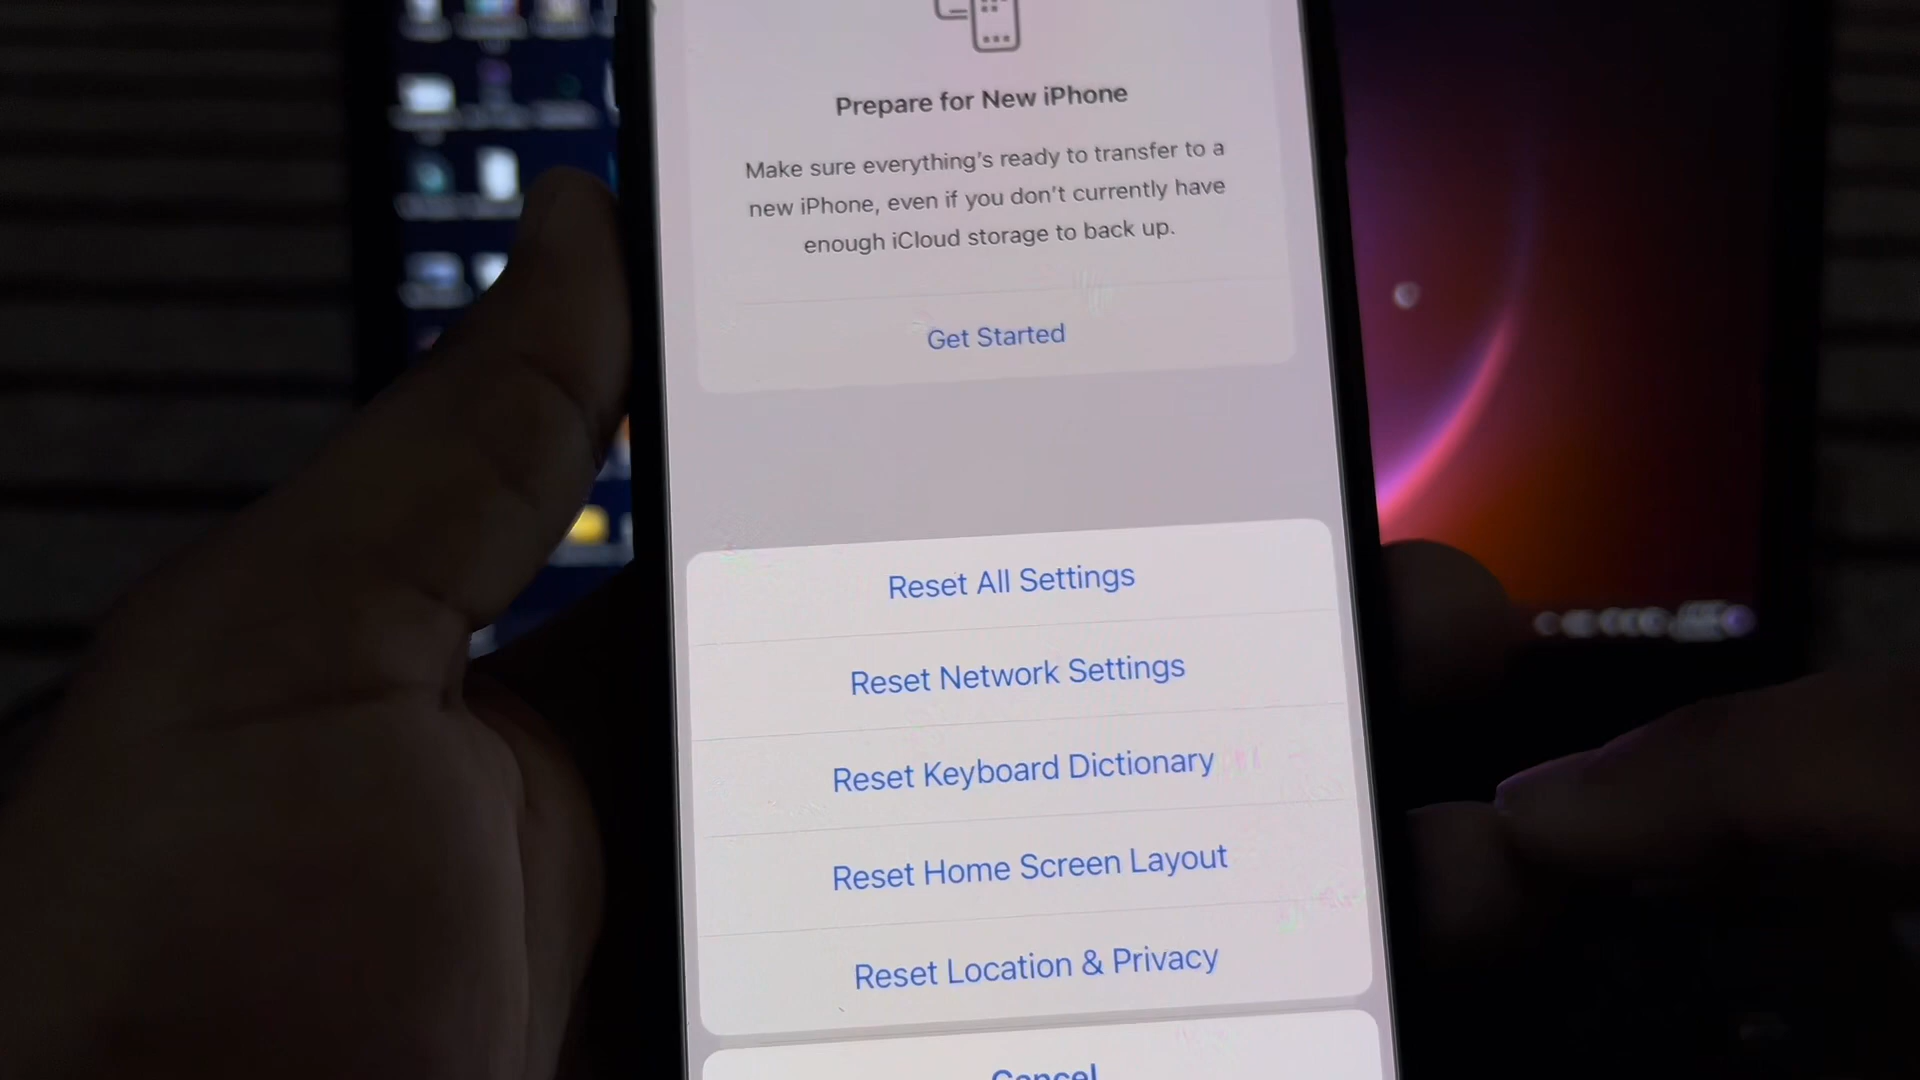 Prepare for New iPhone
Make sure everything's ready to transfer to a
new iPhone, even if you don't currently have
enough iCloud storage to back up.
Get Started
Reset All Settings
Reset Network Settings
Reset Keyboard Dictionary
Reset Home Screen Layout
Reset Location & Privacy
Cancel